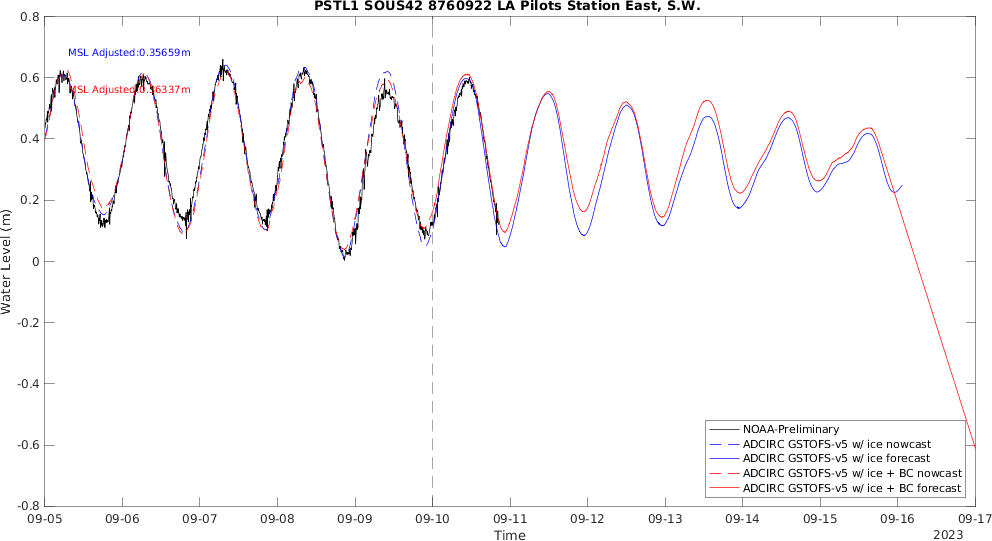 PSTL1 SOUS42 8760922 LA Pilots Station East, S.W.
MSL Adjusted:0.35659m
MSL Adjusted:0.36337m
Water Level (m)
0.8
0.6
0.4
0.2
0
-0.2
-0.4
-0.6
-0.8
NOAA-Preliminary
ADCIRC GSTOFS-v5 w/ ice nowcast
ADCIRC GSTOFS-v5 w/ ice forecast
ADCIRC GSTOFS-v5 w/ ice + BC nowcast
ADCIRC GSTOFS-v5 w/ ice + BC forecast
09-05 09-06 09-07 09-08 09-09 09-10 09-11 09-12 09-13 09-14 09-15 09-16 09-17
Time
2023